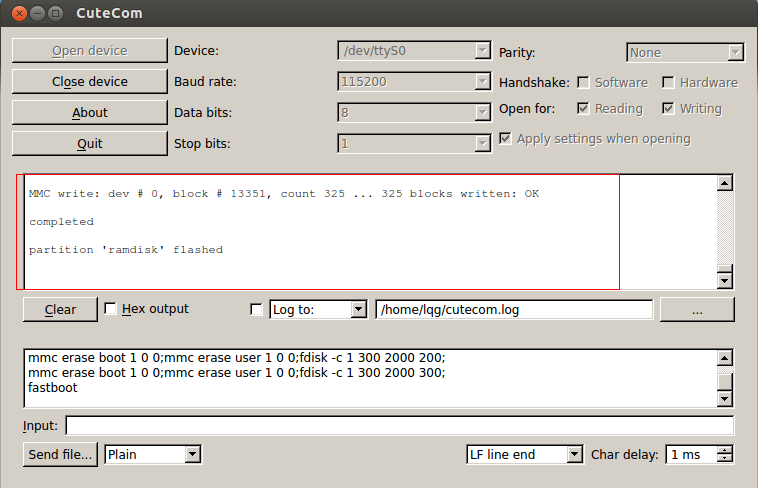 CuteCom
Open device
Device:
/dev/ttyS0
Parity:
None
Close device
Baud rate:
115200
Handshake:
Software
Hardware
About
Data bits:
8
Open for:
Reading
Writing
Quit
Stop bits:
1
Apply settings when opening
MMC write: dev # 0, block # 13351, count 325 ... 325 blocks written: OK
completed
partition 'ramdisk' flashed
Clear
Hex output
Log to:
/home/lqg/cutecom.log
...
mmc erase boot 1 0 0;mmc erase user 1 0 0;fdisk -c 1 300 2000 200;
mmc erase boot 1 0 0;mmc erase user 1 0 0;fdisk -c 1 300 2000 300;
fastboot
Input:
Send file...
Plain
LF line end
Char delay:
1 ms